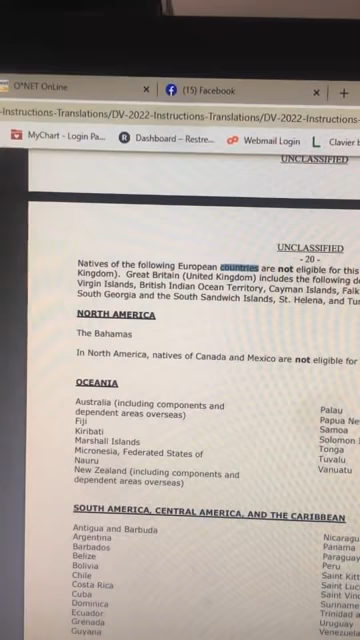 O*NET OnLine
(15) Facebook
-Instructions-Translations/DV-2022-Instructions-Translations/DV-2022-Instructions-
MyChart - Login Pa... Dashboard – Restre... Webmail Login Clavier
UNCLASSIFIED
UNCLASSIFIED
- 20 -
Natives of the following European countries are not eligible for this
Kingdom). Great Britain (United Kingdom) includes the following
Virgin Islands, British Indian Ocean Territory, Cayman Islands, Falk
South Georgia and the South Sandwich Islands, St. Helena, and Tur
NORTH AMERICA
The Bahamas
In North America, natives of Canada and Mexico are not eligible for
OCEANIA
Australia (including components and
dependent areas overseas)
Fiji
Kiribati
Marshall Islands
Micronesia, Federated States of
Nauru
New Zealand (including components and
dependent areas overseas)
Palau
Papua Ne
Samoa
Solomon
Tonga
Tuvalu
Vanuatu
SOUTH AMERICA, CENTRAL AMERICA, AND THE CARIBBEAN
Antigua and Barbuda
Argentina
Barbados
Belize
Bolivia
Chile
Costa Rica
Cuba
Dominica
Ecuador
Grenada
Guyana
Nicaragu
Panama
Paraguay
Peru
Saint Kitt
Saint Luc
Saint Vinc
Suriname
Trinidad a
Uruguay
Venezue